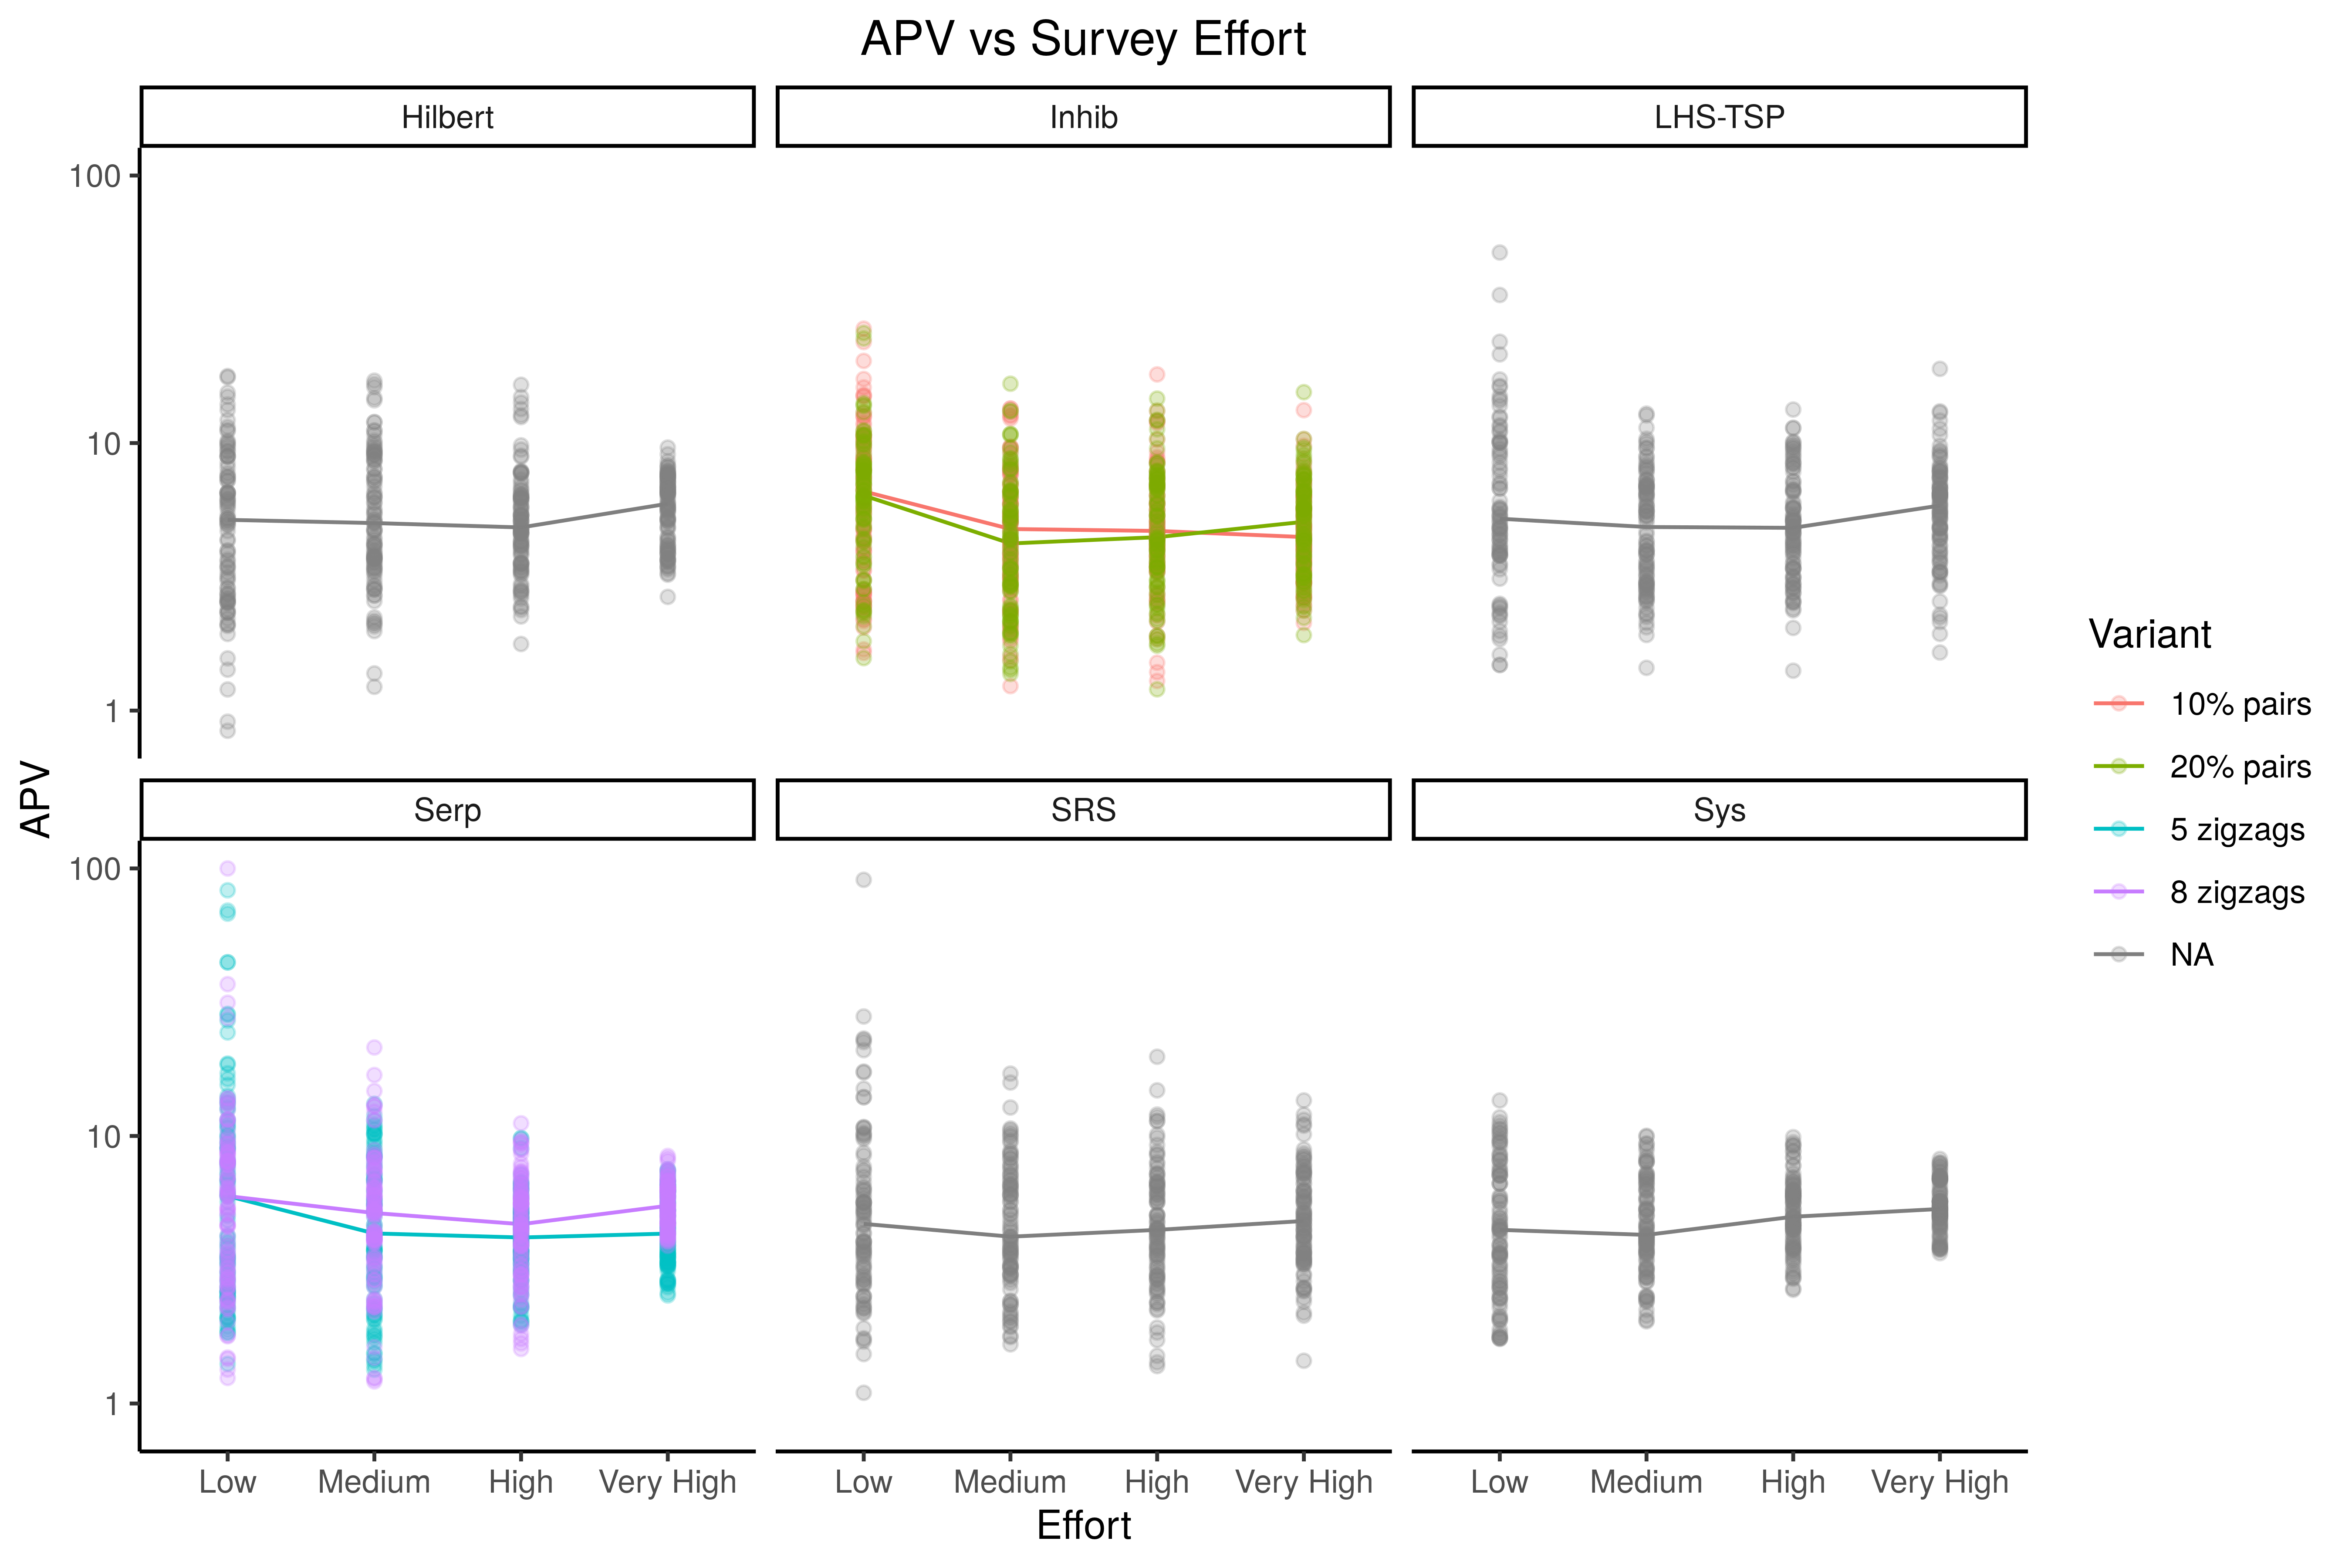 APV vs Survey Effort
Hilbert
Inhib
LHS-TSP
100
10
1
Serp
SRS
Sys
100
10
1
APV
Low Medium High Very High
Low Medium High Very High
Low Medium High Very High
Effort
Variant
10% pairs
20% pairs
5 zigzags
8 zigzags
NA